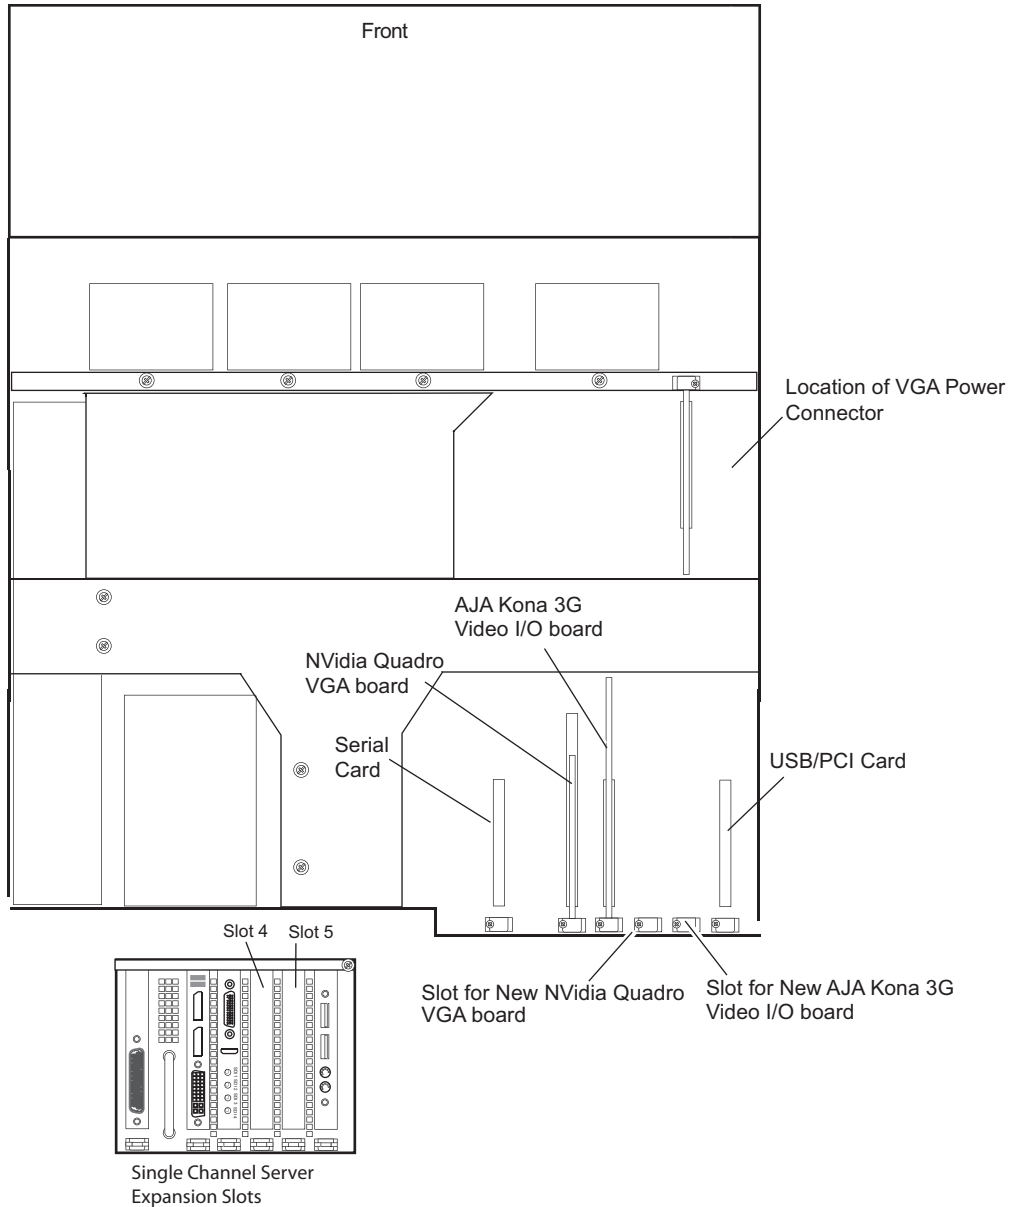 Front
Location of VGA Power
Connector
AJA Kona 3G
Video I/O board
NVidia Quadro
VGA board
Serial
Card
USB/PCI Card
Slot 4
Slot 5
Slot for New NVidia Quadro
VGA board
Slot for New AJA Kona 3G
Video I/O board
Single Channel Server
Expansion Slots